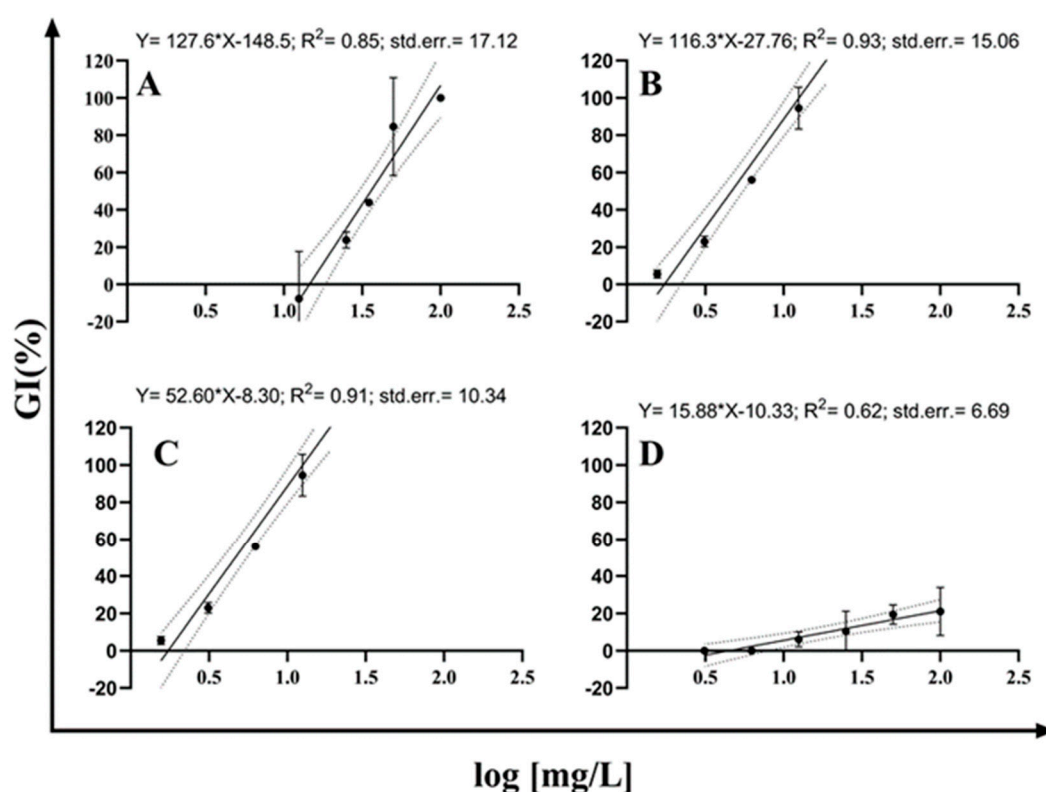 Y= 127.6*X-148.5; R²= 0.85; std.err.= 17.12
A
120
100
80
60
40
20
0
-20
0.5 1.0 1.5 2.0 2.5
Y= 116.3*X-27.76; R²= 0.93; std.err.= 15.06
B
120
100
80
60
40
20
0
-20
0.5 1.0 1.5 2.0 2.5
GI(%)
Y= 52.60*X-8.30; R²= 0.91; std.err.= 10.34
C
120
100
80
60
40
20
0
-20
0.5 1.0 1.5 2.0 2.5
Y= 15.88*X-10.33; R²= 0.62; std.err.= 6.69
D
120
100
80
60
40
20
0
-20
0.5 1.0 1.5 2.0 2.5
log [mg/L]